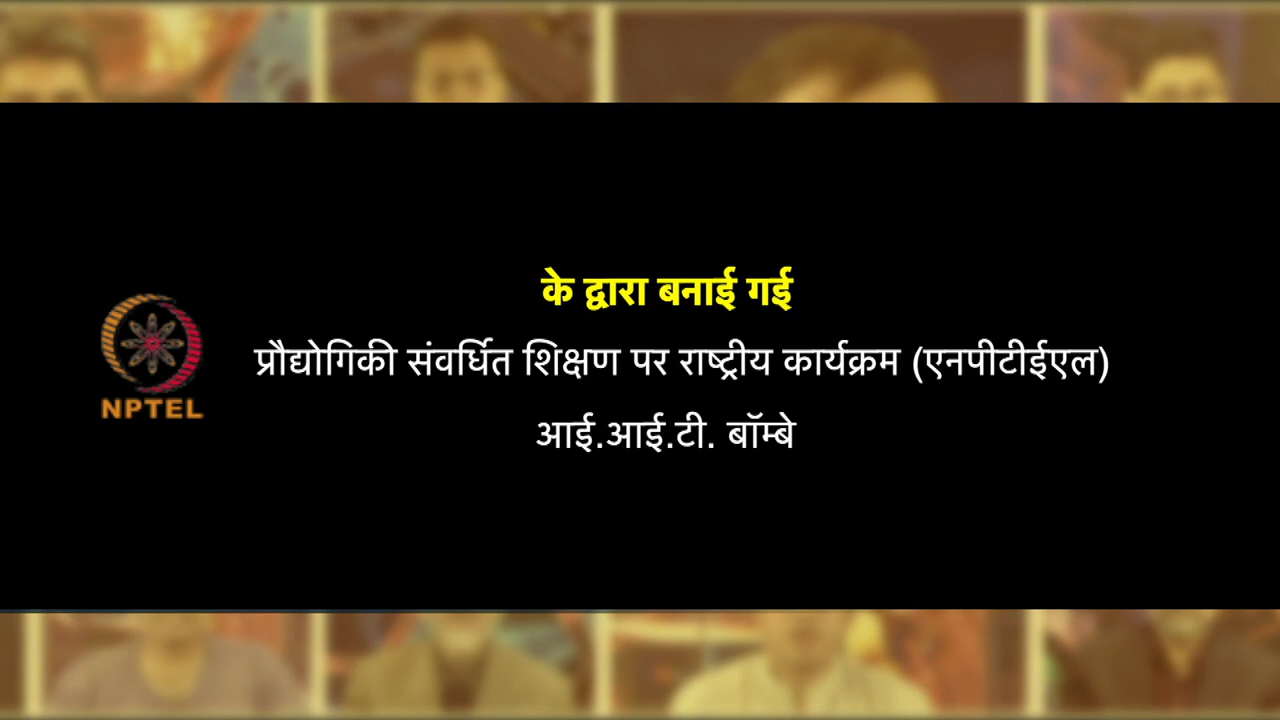 के द्वारा बनाई गई
प्रौद्योगिकी संवर्धित शिक्षण पर राष्ट्रीय कार्यक्रम (एनपीटीईएल)
आई.आई.टी. बॉम्बे
NPTEL